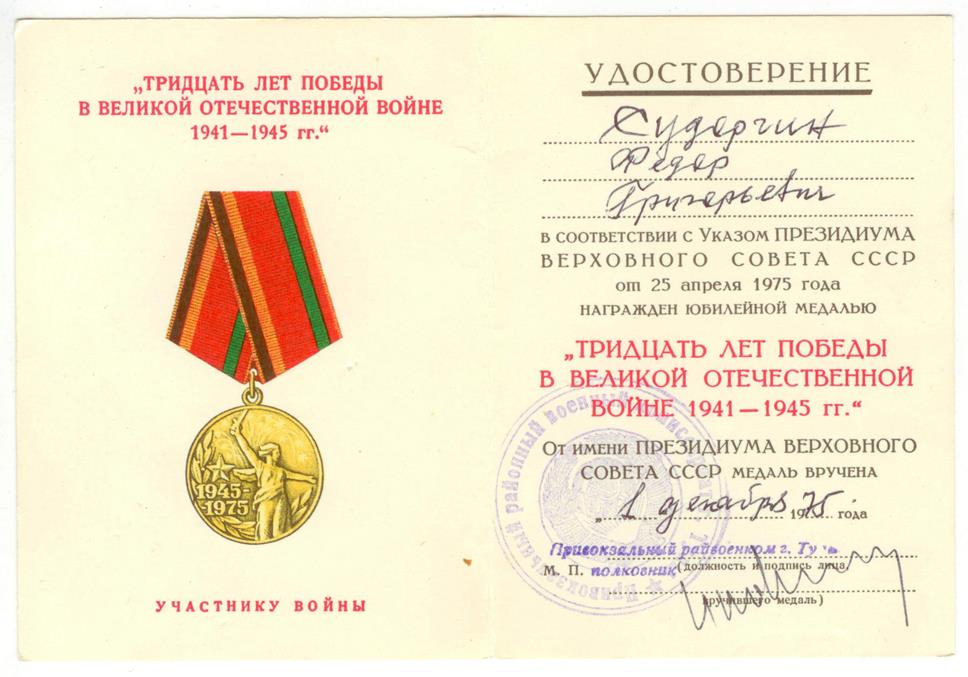 „ТРИДЦАТЬ ЛЕТ ПОБЕДЫ
В ВЕЛИКОЙ ОТЕЧЕСТВЕННОЙ ВОЙНЕ
1941—1945 гг.“
1945-
-1975
УЧАСТНИКУ ВОЙНЫ
УДОСТОВЕРЕНИЕ
Федор
Григорьевич
В СООТВЕТСТВИИ С УКАЗОМ ПРЕЗИДИУМА
ВЕРХОВНОГО СОВЕТА СССР
от 25 апреля 1975 года
НАГРАЖДЕН ЮБИЛЕЙНОЙ МЕДАЛЬЮ
„ТРИДЦАТЬ ЛЕТ ПОБЕДЫ
В ВЕЛИКОЙ ОТЕЧЕСТВЕННОЙ
ВОЙНЕ 1941—1945 гг.“
ОТ ИМЕНИ ПРЕЗИДИУМА ВЕРХОВНОГО
СОВЕТА СССР МЕДАЛЬ ВРУЧЕНА
„1 декабря 1975 года
Привокзальный райвоенком г.
М. П. полковник (должность и подпись лица,
вручившего медаль)
Привокзальный районный военный